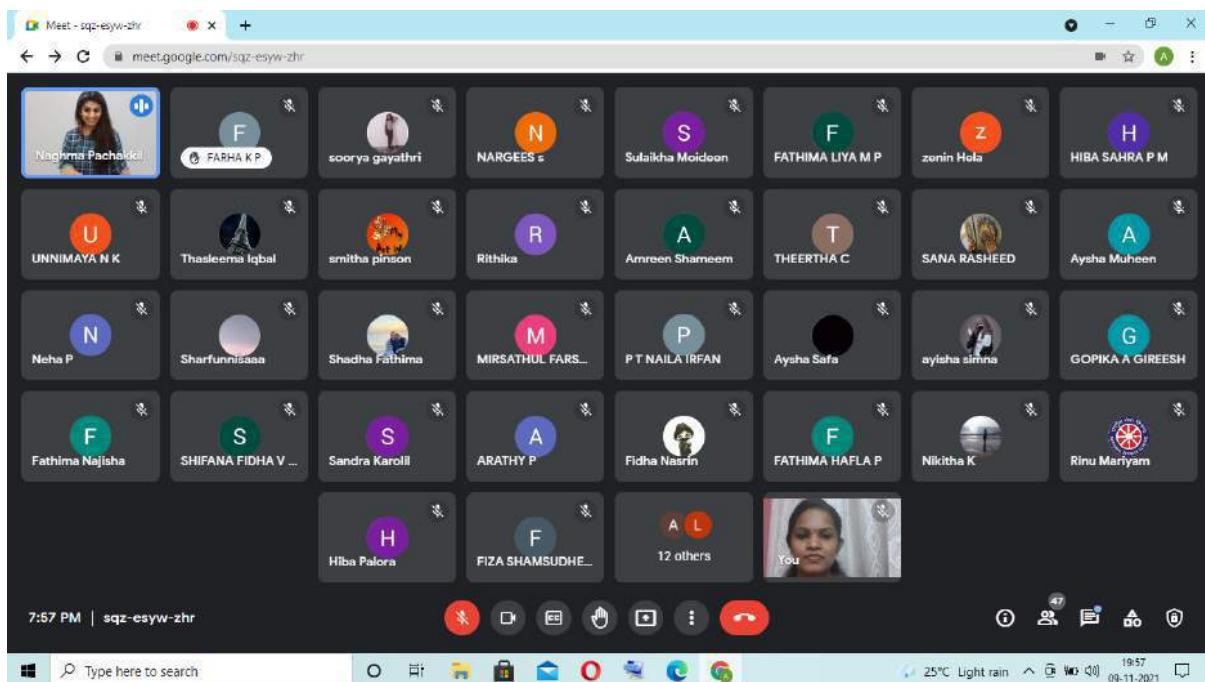 Meet - sqz-esyw-zhr
meet.google.com/sqz-esyw-zhr
A
Naghma Pachakkil
F
FARHA K P
soorya gayathri
N
NARGEES s
S
Sulaikha Moideen
F
FATHIMA LIYA M P
z
zenin Hela
H
HIBA SAHRA P M
U
UNNIMAYA N K
Thasleema Iqbal
smitha pinson
R
Rithika
A
Amreen Shameem
T
THEERTHA C
SANA RASHEED
A
Aysha Muheen
N
Neha P
Sharfunnisaaa
Shadha Fathima
M
MIRSATHUL FARS...
P
P T NAILA IRFAN
Aysha Safa
ayisha simna
G
GOPIKA A GIREESH
F
Fathima Najisha
S
SHIFANA FIDHA V ...
S
Sandra Karolil
A
ARATHY P
Fidha Nasrin
F
FATHIMA HAFLA P
Nikitha K
Rinu Mariyam
H
Hiba Palora
F
FIZA SHAMSUDHE...
A L
12 others
You
7:57 PM | sqz-esyw-zhr
CC
47
Type here to search
25°C Light rain
19:57
09-11-2021